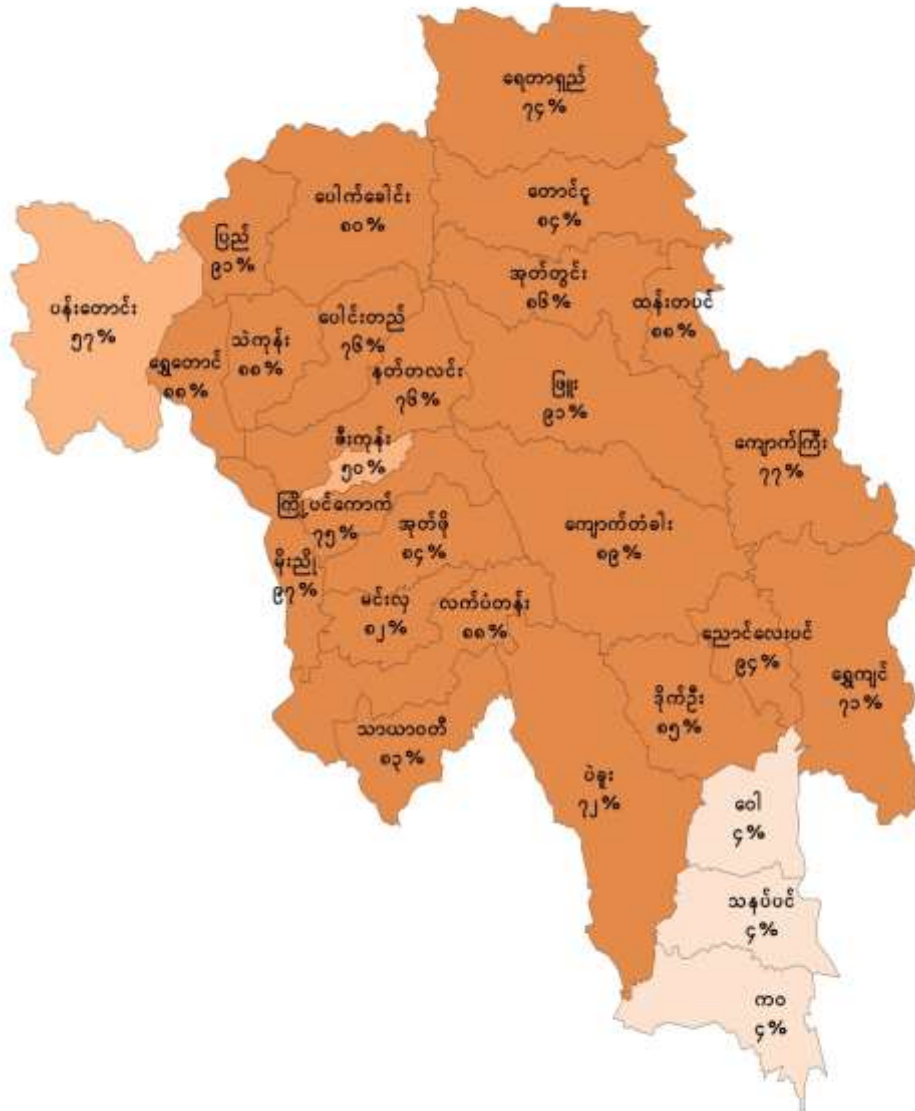 ရေတာရှည်
၇၄%
တောင်ငူ
၈၄%
ပေါက်ခေါင်း
၈၀%
ပြည်
၉၁%
အုတ်တွင်း
၈၆%
ထန်းတပင်
၈၈%
ပန်းတောင်း
၅၇%
ပေါင်းတည်
၇၆%
သဲကုန်း
၈၈%
ရွှေတောင်
၈၈%
နတ်တလင်း
၇၆%
ဖြူး
၉၁%
ကျောက်ကြီး
၇၇%
ဇီးကုန်း
၅၀%
ကြို့ပင်ကောက်
၇၅%
အုတ်ဖို
၈၄%
ကျောက်တံခါး
၈၉%
မိုးညို
၉၇%
မင်းလှ
၈၂%
လက်ပံတန်း
၈၈%
ညောင်လေးပင်
၉၄%
ရွှေကျင်
၇၁%
ဒိုက်ဦး
၈၅%
သာယာဝတီ
၈၃%
ပဲခူး
၇၂%
ဝေါ
၄%
သနပ်ပင်
၄%
ကဝ
၄%